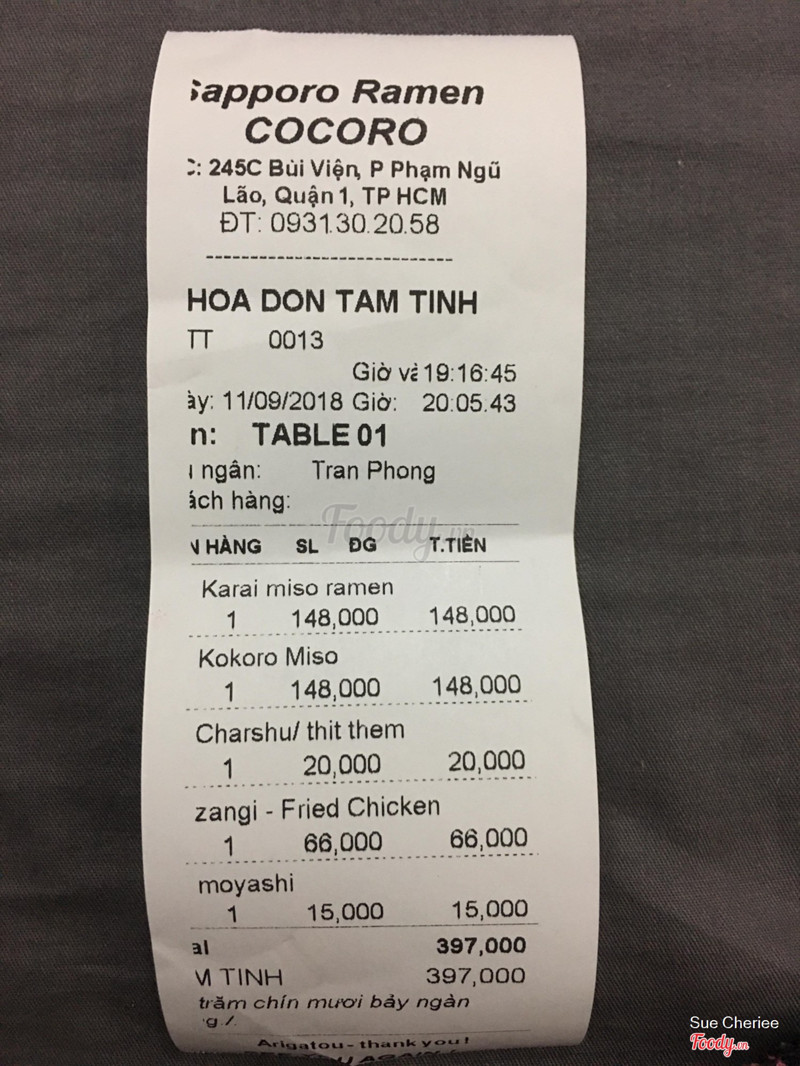 Sapporo Ramen
COCORO
C: 245C Bùi Viện, P Phạm Ngũ
Lão, Quận 1, TP HCM
ĐT: 0931.30.20.58
HOA DON TAM TINH
TT 0013
Giờ và 19:16:45
ày: 11/09/2018 Giờ: 20:05:43
n: TABLE 01
ngân: Tran Phong
ách hàng:
Foody.vn
N HÀNG SL ĐG T.TIỀN
Karai miso ramen
1 148,000 148,000
Kokoro Miso
1 148,000 148,000
Charshu/ thit them
1 20,000 20,000
zangi - Fried Chicken
1 66,000 66,000
moyashi
1 15,000 15,000
al 397,000
M TINH 397,000
trăm chín mươi bảy ngàn
g./.
Arigatou - thank you!
AGAIN
Sue Cheriee
Foody.vn